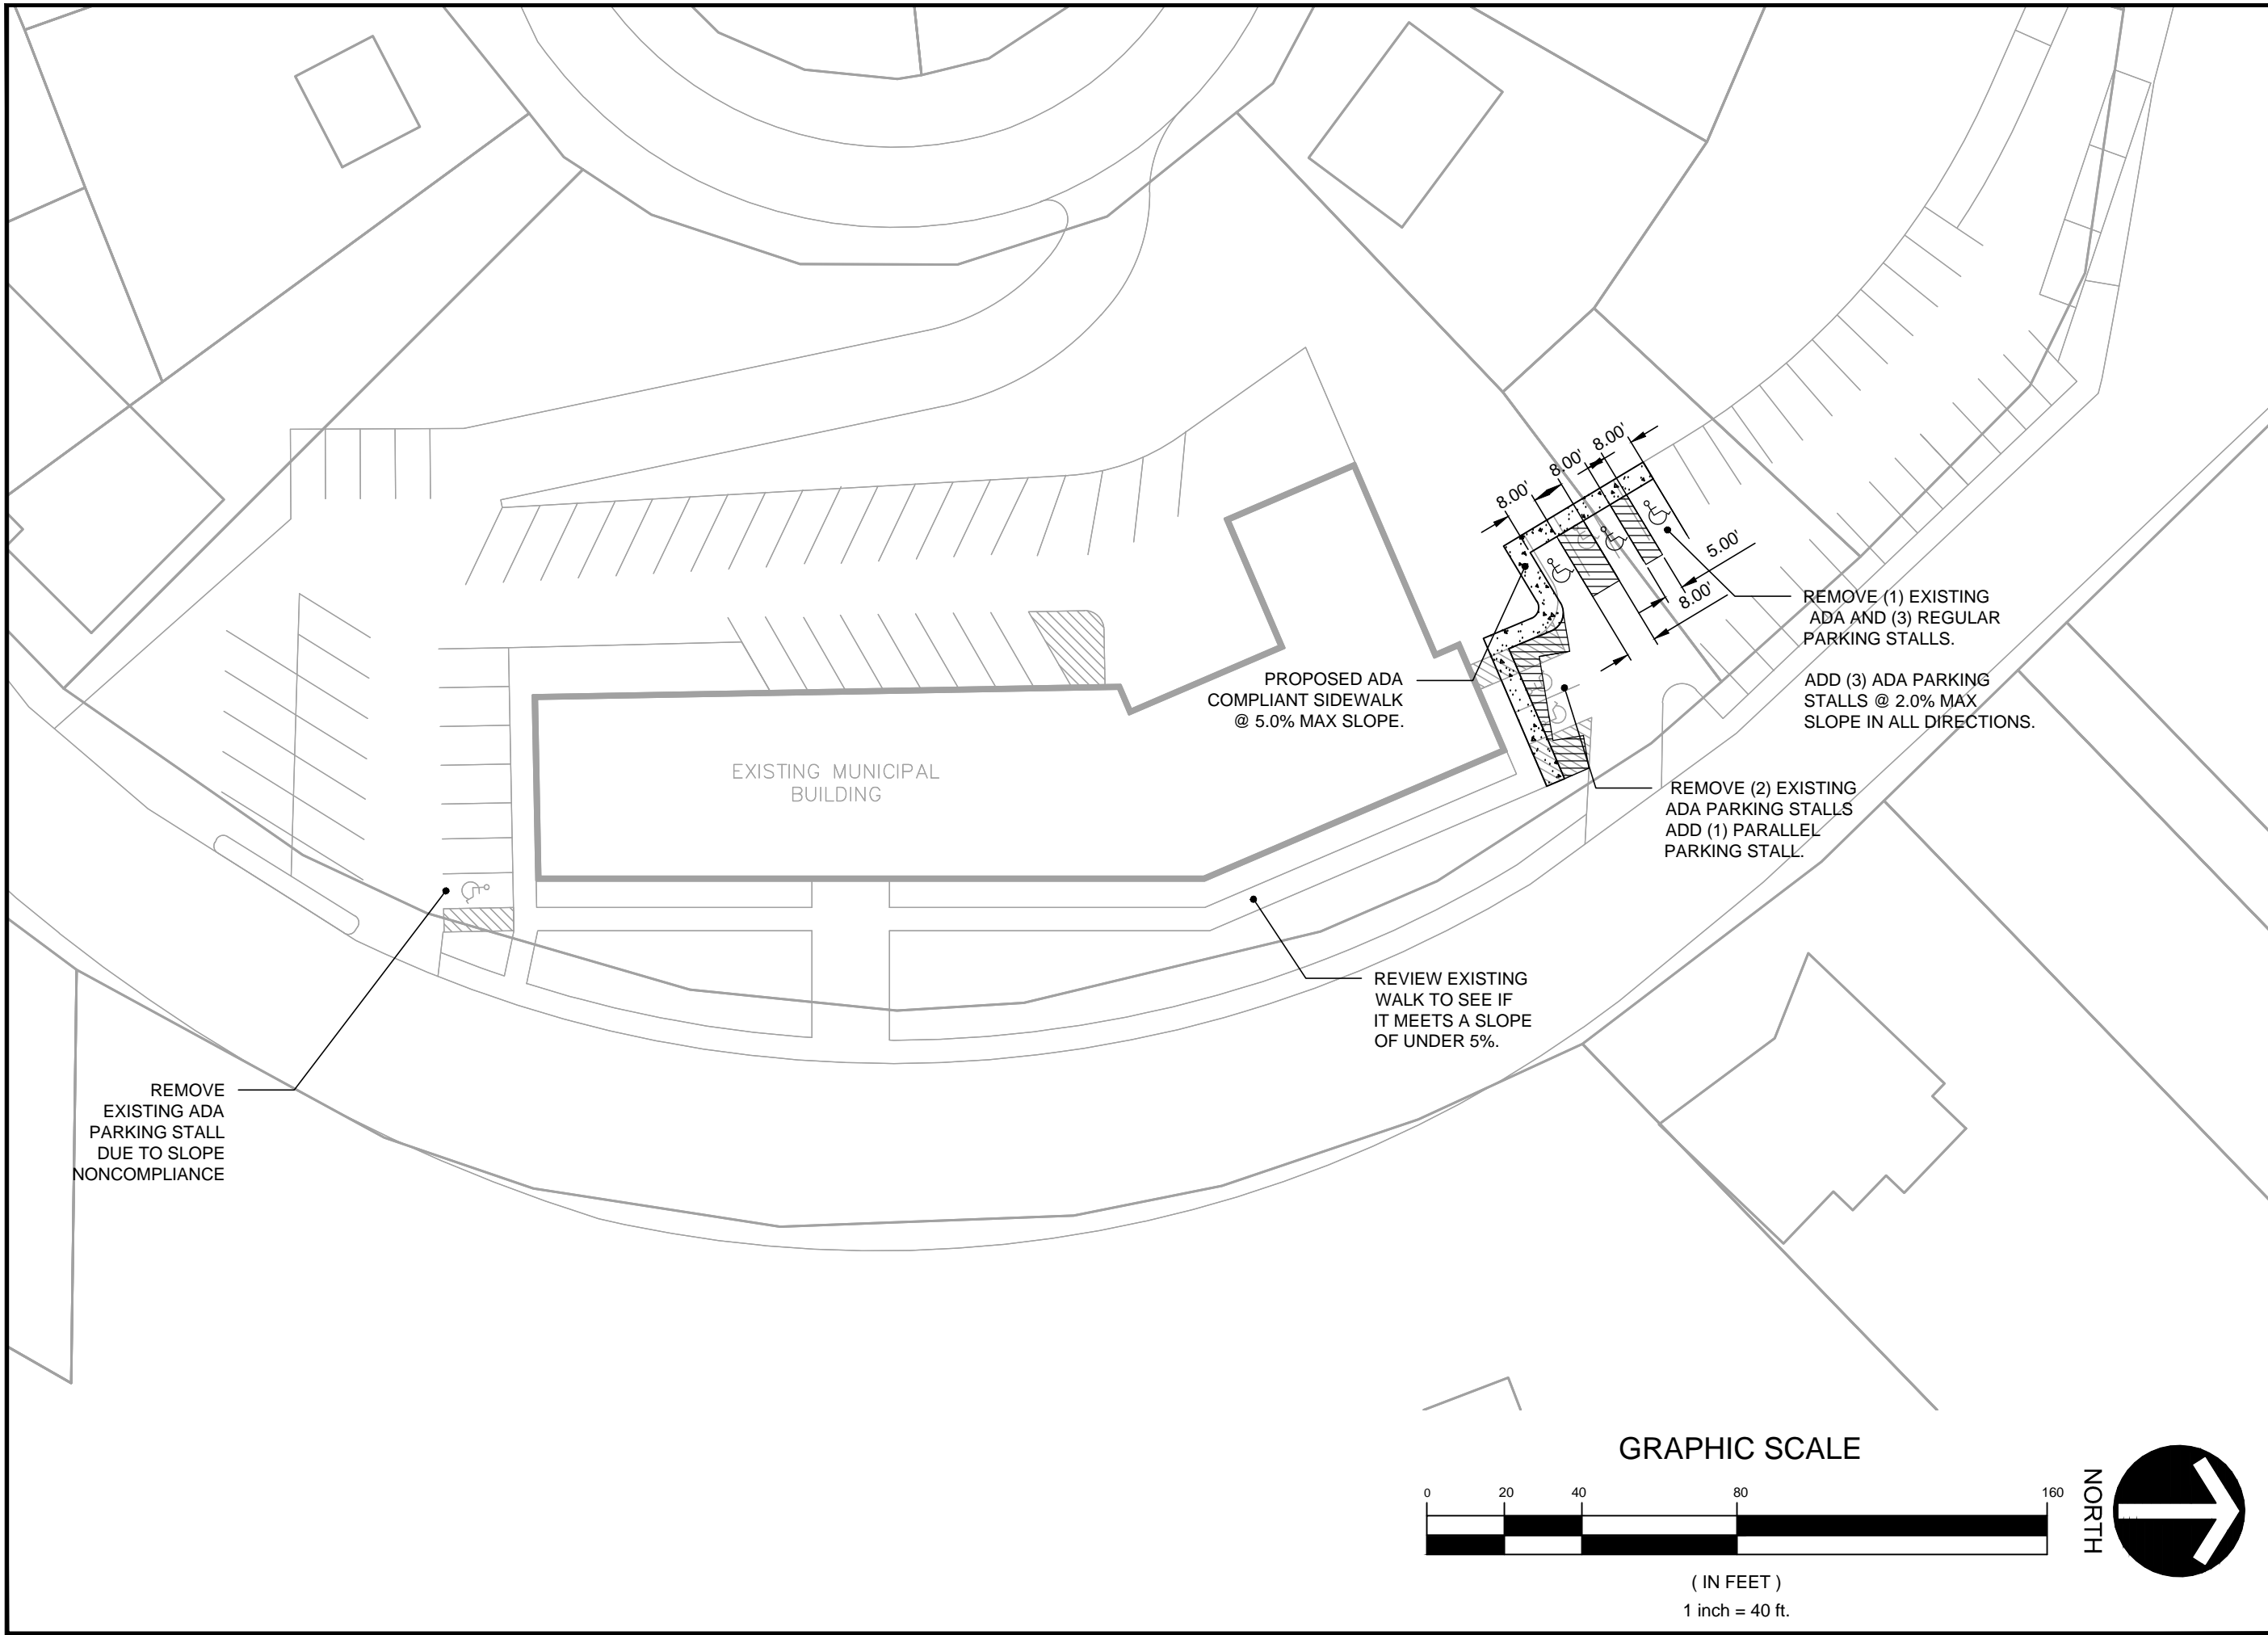 8.00'
8.00'
8.00'
5.00'
8.00'
REMOVE (1) EXISTING
ADA AND (3) REGULAR
PARKING STALLS.
ADD (3) ADA PARKING
STALLS @ 2.0% MAX
SLOPE IN ALL DIRECTIONS.
PROPOSED ADA
COMPLIANT SIDEWALK
@ 5.0% MAX SLOPE.
EXISTING MUNICIPAL
BUILDING
REMOVE (2) EXISTING
ADA PARKING STALLS
ADD (1) PARALLEL
PARKING STALL.
REVIEW EXISTING
WALK TO SEE IF
IT MEETS A SLOPE
OF UNDER 5%.
REMOVE
EXISTING ADA
PARKING STALL
DUE TO SLOPE
NONCOMPLIANCE
GRAPHIC SCALE
0 20 40 80 160
( IN FEET )
1 inch = 40 ft.
NORTH